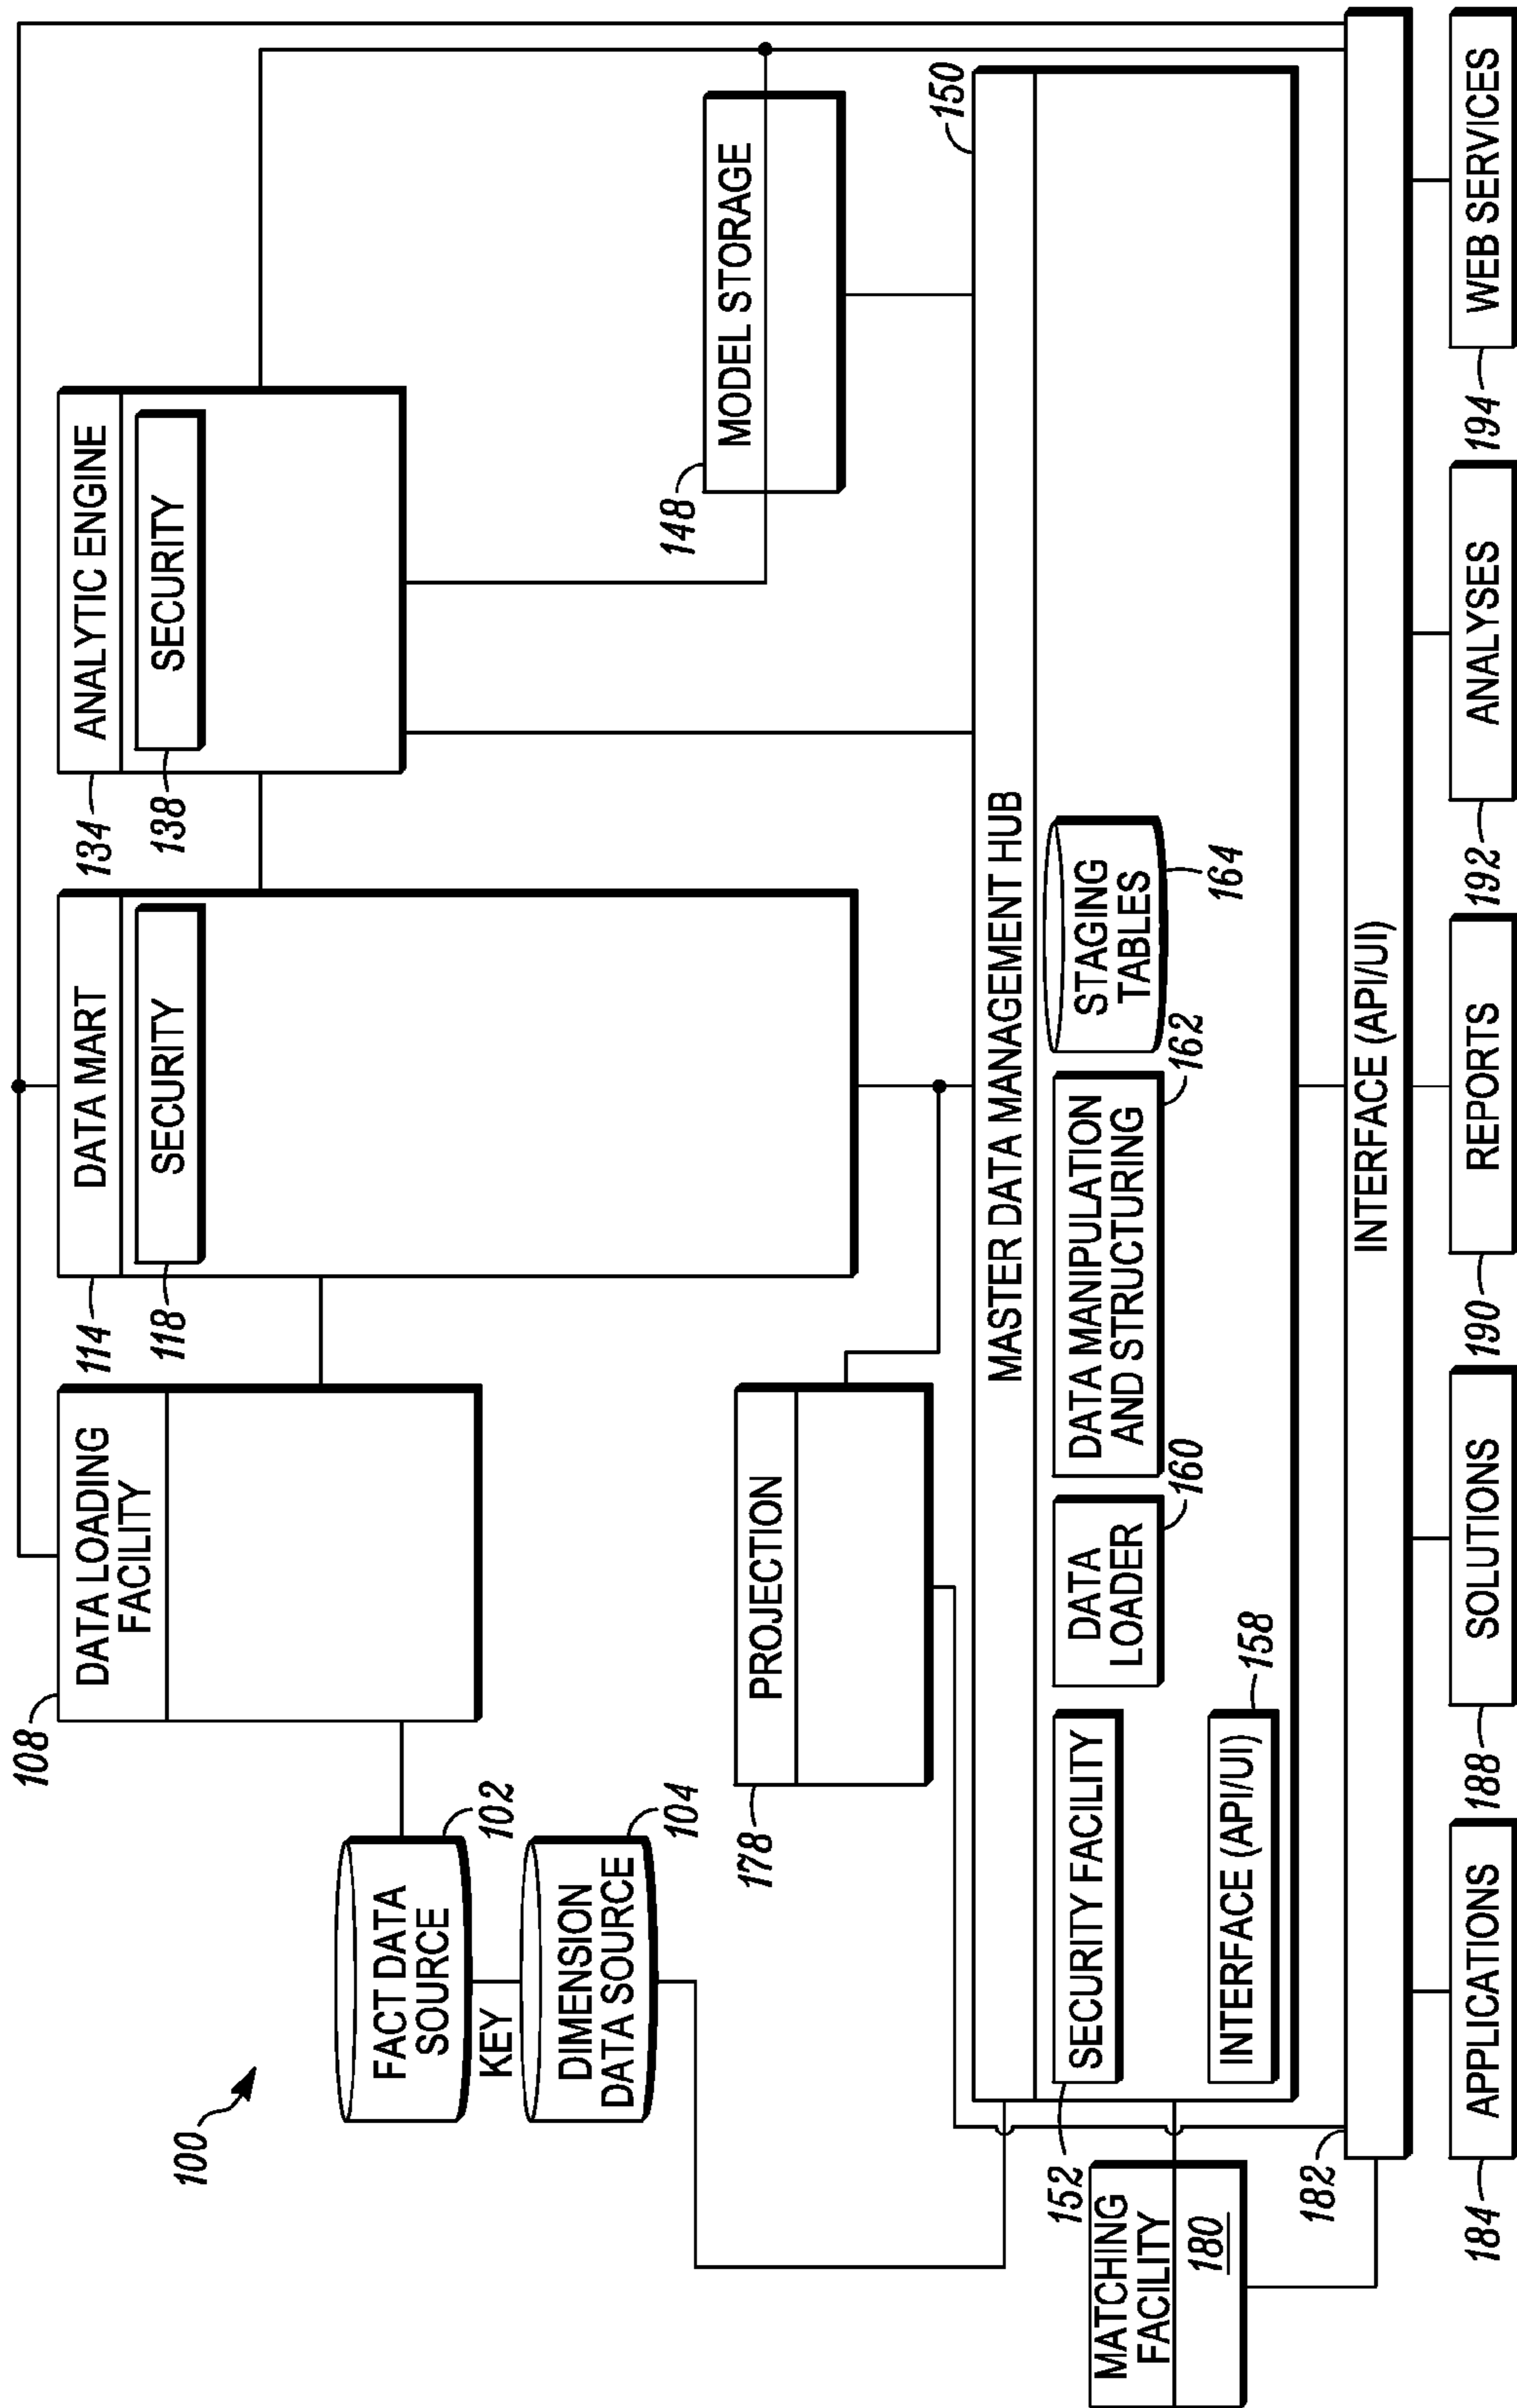 100
FACT DATA
SOURCE
102
KEY
DIMENSION
DATA SOURCE
104
108
DATA LOADING
FACILITY
114
DATA MART
118
SECURITY
134
ANALYTIC ENGINE
138
SECURITY
148
MODEL STORAGE
178
PROJECTION
150
MASTER DATA MANAGEMENT HUB
152
SECURITY FACILITY
DATA
LOADER
160
DATA MANIPULATION
AND STRUCTURING
162
STAGING
TABLES
164
INTERFACE (API/UI)
158
MATCHING
FACILITY
180
182
INTERFACE (API/UI)
184
APPLICATIONS
188
SOLUTIONS
190
REPORTS
192
ANALYSES
194
WEB SERVICES